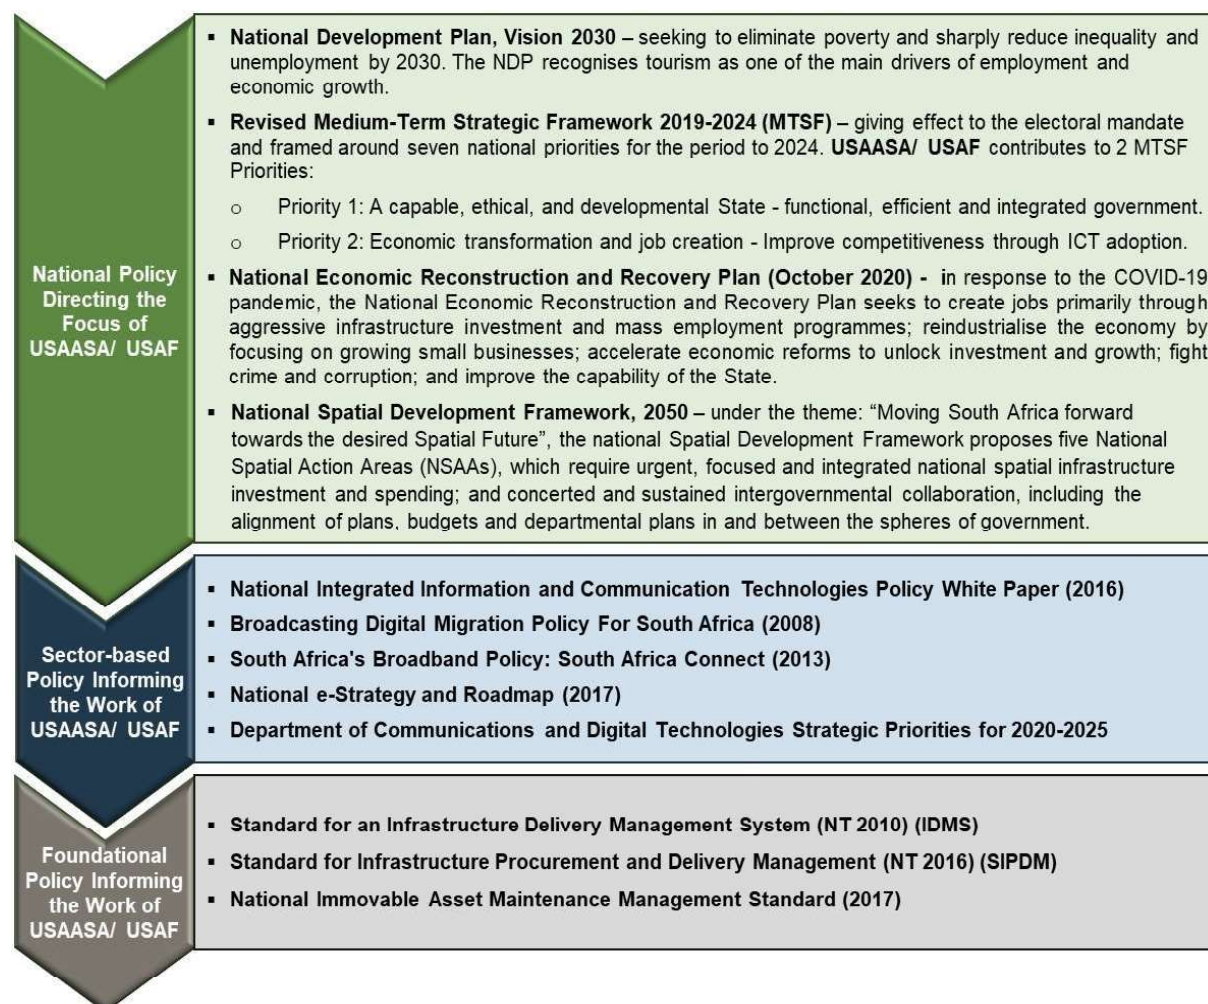 National Policy
Directing the
Focus of
USAASA/ USAF
▪ National Development Plan, Vision 2030 – seeking to eliminate poverty and sharply reduce inequality and
unemployment by 2030. The NDP recognises tourism as one of the main drivers of employment and
economic growth.
▪ Revised Medium-Term Strategic Framework 2019-2024 (MTSF) – giving effect to the electoral mandate
and framed around seven national priorities for the period to 2024. USAASA/ USAF contributes to 2 MTSF
Priorities:
o Priority 1: A capable, ethical, and developmental State - functional, efficient and integrated government.
o Priority 2: Economic transformation and job creation - Improve competitiveness through ICT adoption.
▪ National Economic Reconstruction and Recovery Plan (October 2020) - in response to the COVID-19
pandemic, the National Economic Reconstruction and Recovery Plan seeks to create jobs primarily through
aggressive infrastructure investment and mass employment programmes; reindustrialise the economy by
focusing on growing small businesses; accelerate economic reforms to unlock investment and growth; fight
crime and corruption; and improve the capability of the State.
▪ National Spatial Development Framework, 2050 – under the theme: “Moving South Africa forward
towards the desired Spatial Future”, the national Spatial Development Framework proposes five National
Spatial Action Areas (NSAAs), which require urgent, focused and integrated national spatial infrastructure
investment and spending; and concerted and sustained intergovernmental collaboration, including the
alignment of plans, budgets and departmental plans in and between the spheres of government.
Sector-based
Policy Informing
the Work of
USAASA/ USAF
▪ National Integrated Information and Communication Technologies Policy White Paper (2016)
▪ Broadcasting Digital Migration Policy For South Africa (2008)
▪ South Africa's Broadband Policy: South Africa Connect (2013)
▪ National e-Strategy and Roadmap (2017)
▪ Department of Communications and Digital Technologies Strategic Priorities for 2020-2025
Foundational
Policy Informing
the Work of
USAASA/ USAF
▪ Standard for an Infrastructure Delivery Management System (NT 2010) (IDMS)
▪ Standard for Infrastructure Procurement and Delivery Management (NT 2016) (SIPDM)
▪ National Immovable Asset Maintenance Management Standard (2017)